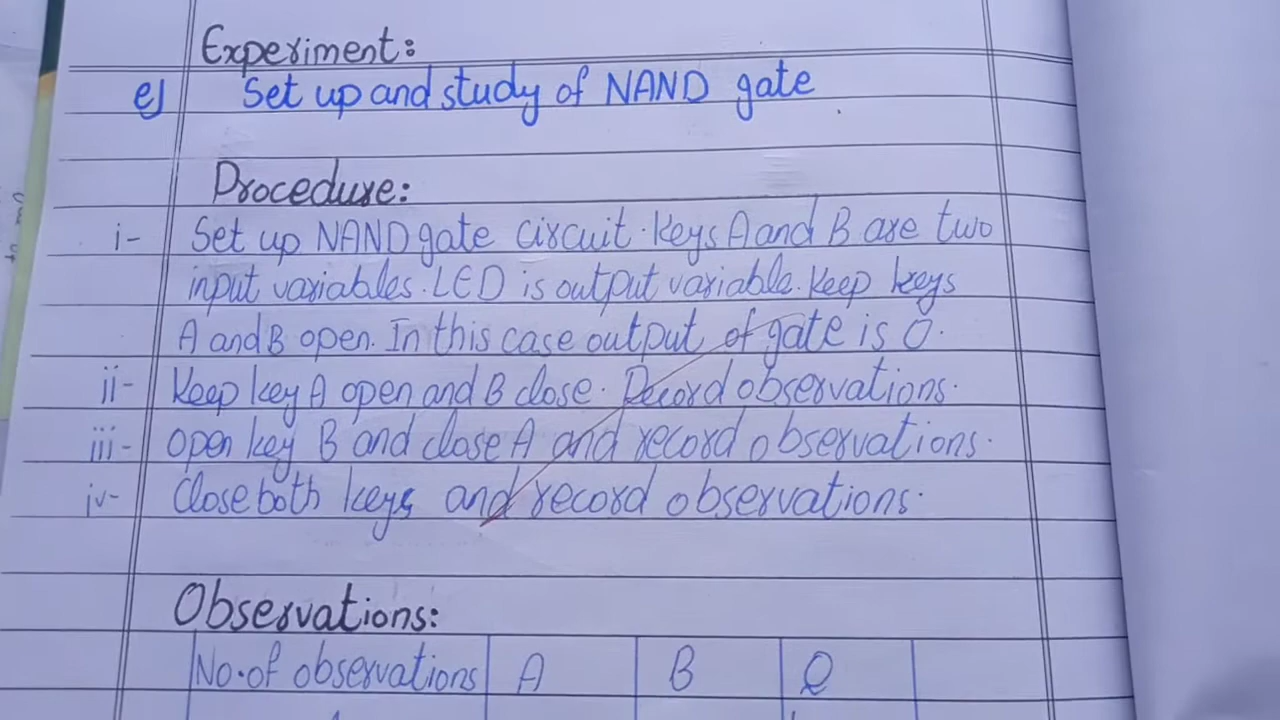 Experiment:
e) Set up and study of NAND gate
Procedure:
i- Set up NAND gate circuit. Keys A and B are two
input variables. LED is output variable. Keep keys
A and B open. In this case output of gate is 0.
ii- Keep key A open and B close. Record observations.
iii- Open key B and close A and record observations.
iv- Close both keys and record observations.
Observations:
No. of observations A B Q